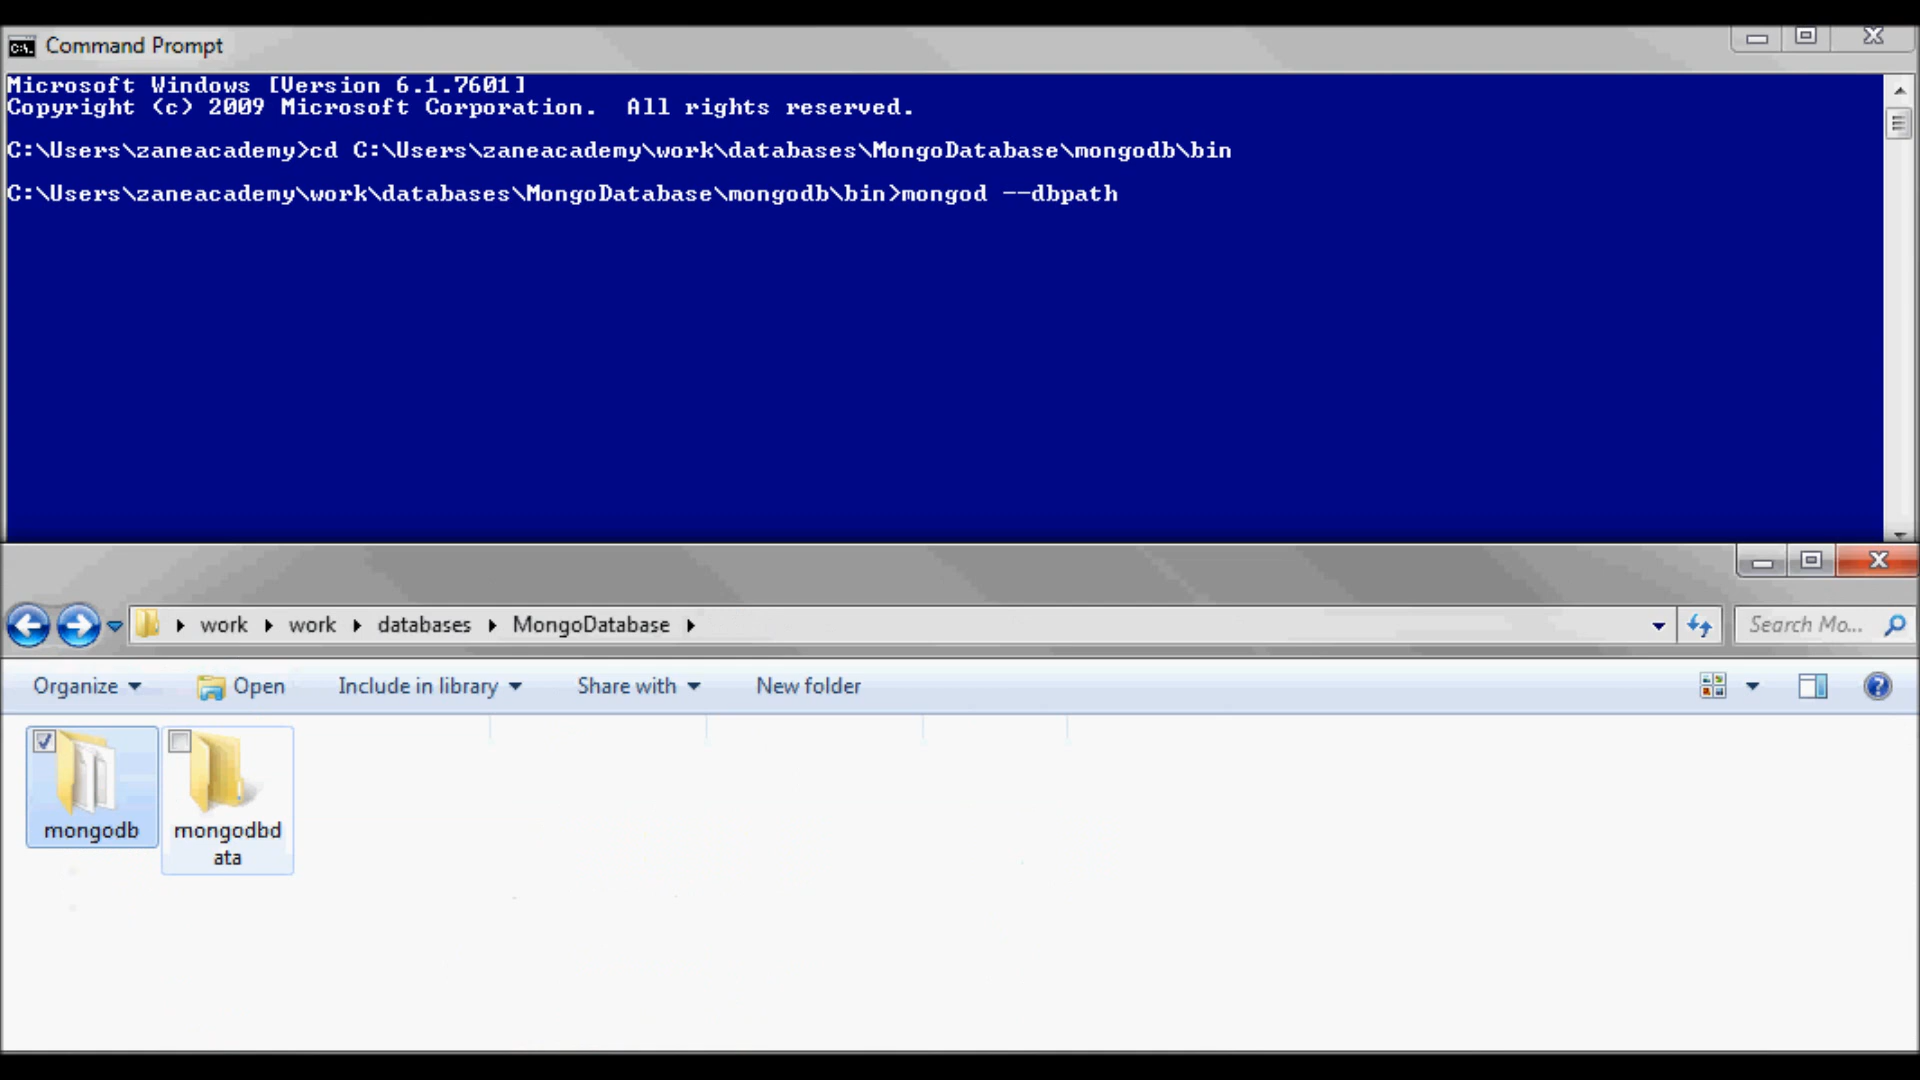 Command Prompt
Microsoft Windows [Version 6.1.7601]
Copyright (c) 2009 Microsoft Corporation.  All rights reserved.
C:\Users\zaneacademy>cd C:\Users\zaneacademy\work\databases\MongoDatabase\mongodb\bin
C:\Users\zaneacademy\work\databases\MongoDatabase\mongodb\bin>mongod --dbpath
work work databases MongoDatabase Search Mo...
Organize Open Include in library Share with New folder
mongodb mongodbd
ata